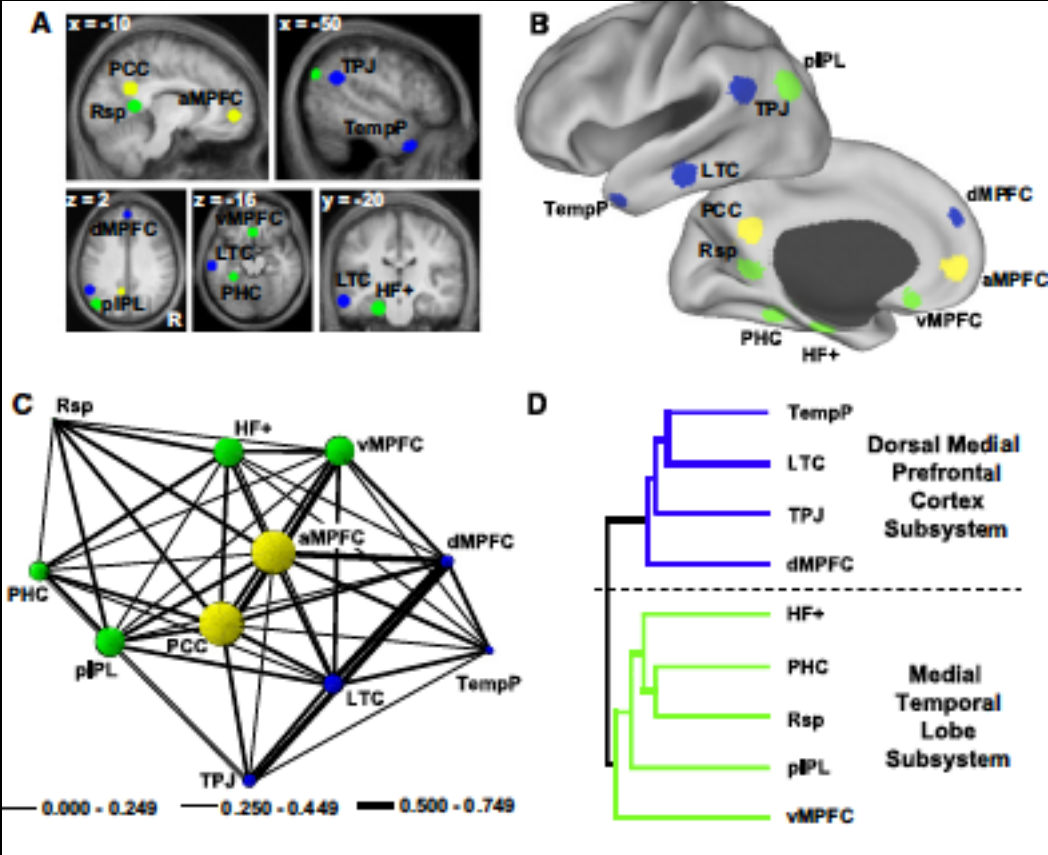 A
x = -10
x = -50
PCC
TPJ
Rsp
aMPFC
TempP
z = 2
z = -16
y = -20
dMPFC
vMPFC
LTC
LTC
HF+
pIPL
PHC
R
B
pIPL
TPJ
LTC
TempP
dMPFC
PCC
Rsp
aMPFC
vMPFC
PHC
HF+
C
Rsp
HF+
vMPFC
aMPFC
dMPFC
PHC
PCC
pIPL
TempP
LTC
TPJ
0.000 - 0.249
0.250 - 0.449
0.500 - 0.749
D
TempP
LTC
TPJ
dMPFC
Dorsal Medial
Prefrontal
Cortex
Subsystem
HF+
PHC
Rsp
pIPL
vMPFC
Medial
Temporal
Lobe
Subsystem